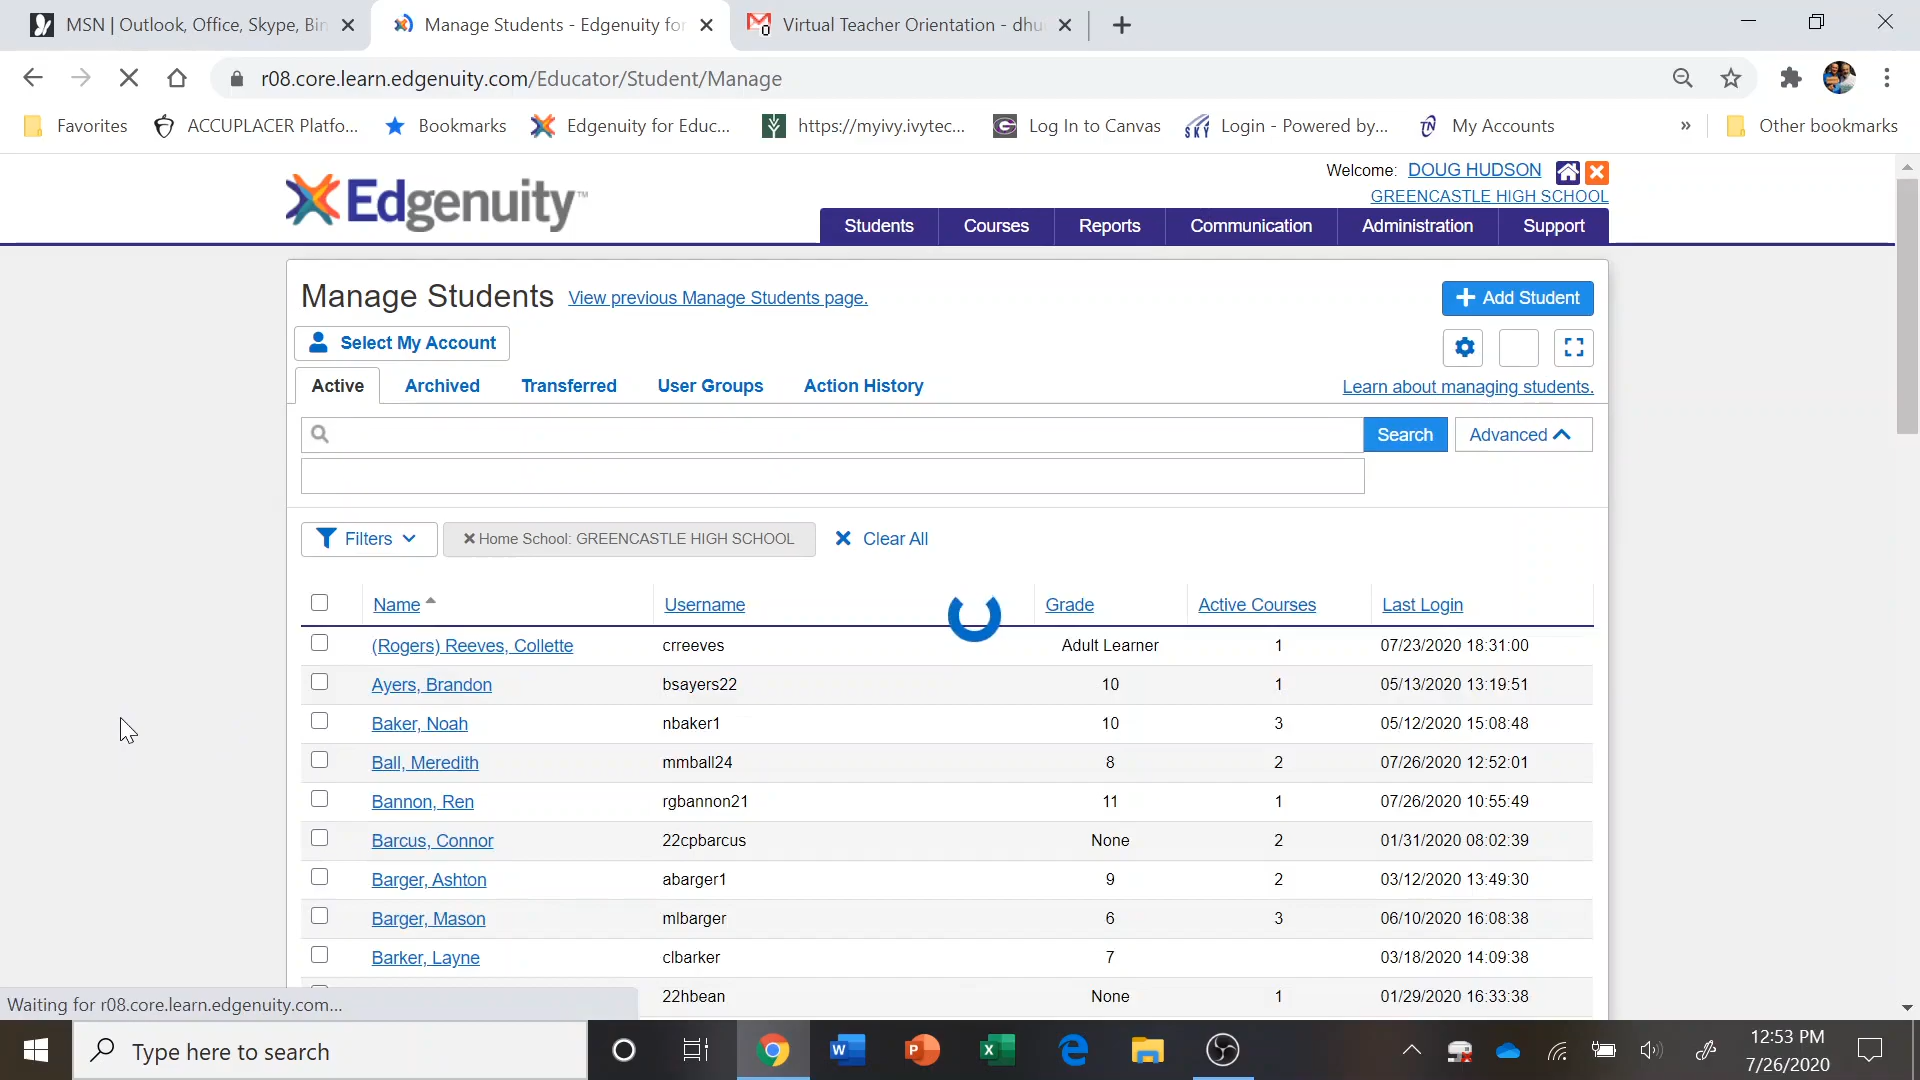 MSN | Outlook, Office, Skype, Bin
Manage Students - Edgenuity for
Virtual Teacher Orientation - dhu
r08.core.learn.edgenuity.com/Educator/Student/Manage
Favorites
ACCUPLACER Platfo...
Bookmarks
Edgenuity for Educ...
https://myivy.ivytec...
Log In to Canvas
Login - Powered by...
My Accounts
»
Other bookmarks
Edgenuity™
Welcome: DOUG HUDSON
GREENCASTLE HIGH SCHOOL
Students Courses Reports Communication Administration Support
Manage Students View previous Manage Students page.
+ Add Student
Select My Account
Active Archived Transferred User Groups Action History
Learn about managing students.
Search
Advanced
Filters
Home School: GREENCASTLE HIGH SCHOOL
Clear All
Name Username Grade Active Courses Last Login
(Rogers) Reeves, Collette crreeves Adult Learner 1 07/23/2020 18:31:00
Ayers, Brandon bsayers22 10 1 05/13/2020 13:19:51
Baker, Noah nbaker1 10 3 05/12/2020 15:08:48
Ball, Meredith mmball24 8 2 07/26/2020 12:52:01
Bannon, Ren rgbannon21 11 1 07/26/2020 10:55:49
Barcus, Connor 22cpbarcus None 2 01/31/2020 08:02:39
Barger, Ashton abarger1 9 2 03/12/2020 13:49:30
Barger, Mason mlbarger 6 3 06/10/2020 16:08:38
Barker, Layne clbarker 7 03/18/2020 14:09:38
22hbean None 1 01/29/2020 16:33:38
Waiting for r08.core.learn.edgenuity.com...
Type here to search
12:53 PM
7/26/2020